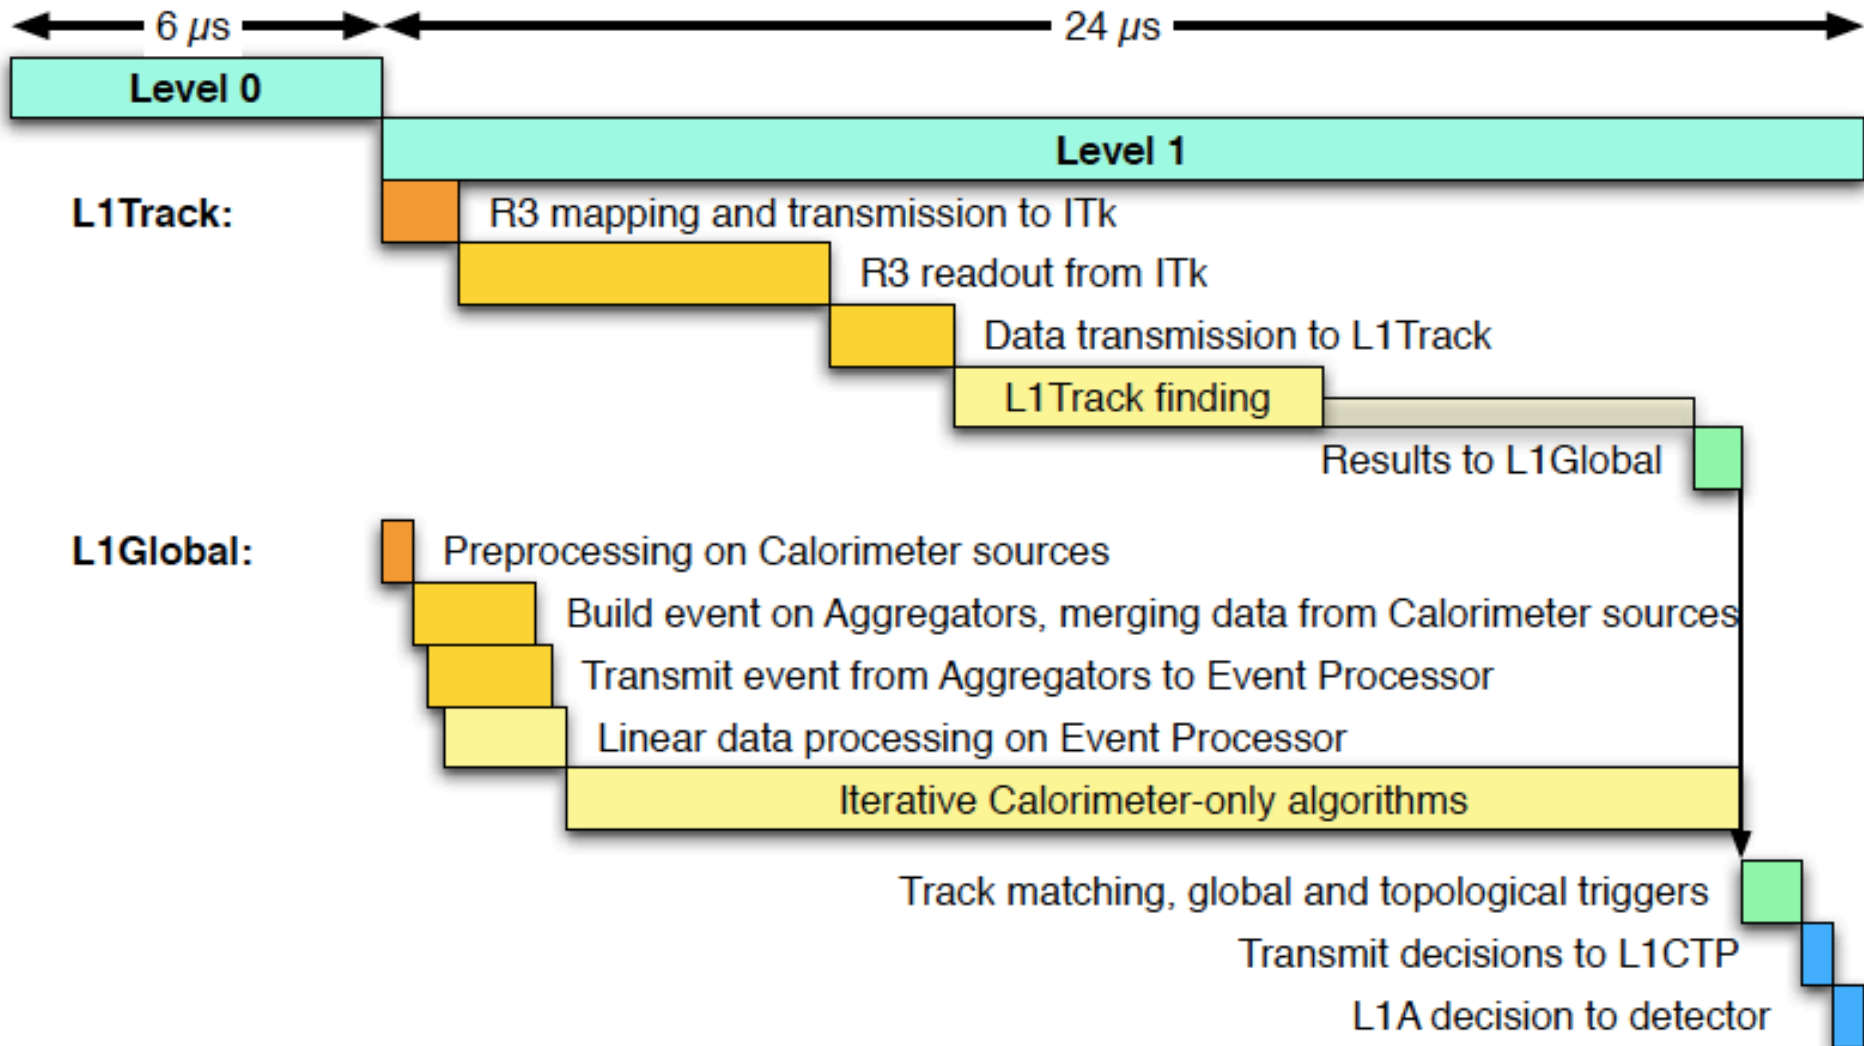 6 µs
24 µs
Level 0
Level 1
L1Track:
R3 mapping and transmission to ITk
R3 readout from ITk
Data transmission to L1Track
L1Track finding
Results to L1Global
L1Global:
Preprocessing on Calorimeter sources
Build event on Aggregators, merging data from Calorimeter sources
Transmit event from Aggregators to Event Processor
Linear data processing on Event Processor
Iterative Calorimeter-only algorithms
Track matching, global and topological triggers
Transmit decisions to L1CTP
L1A decision to detector